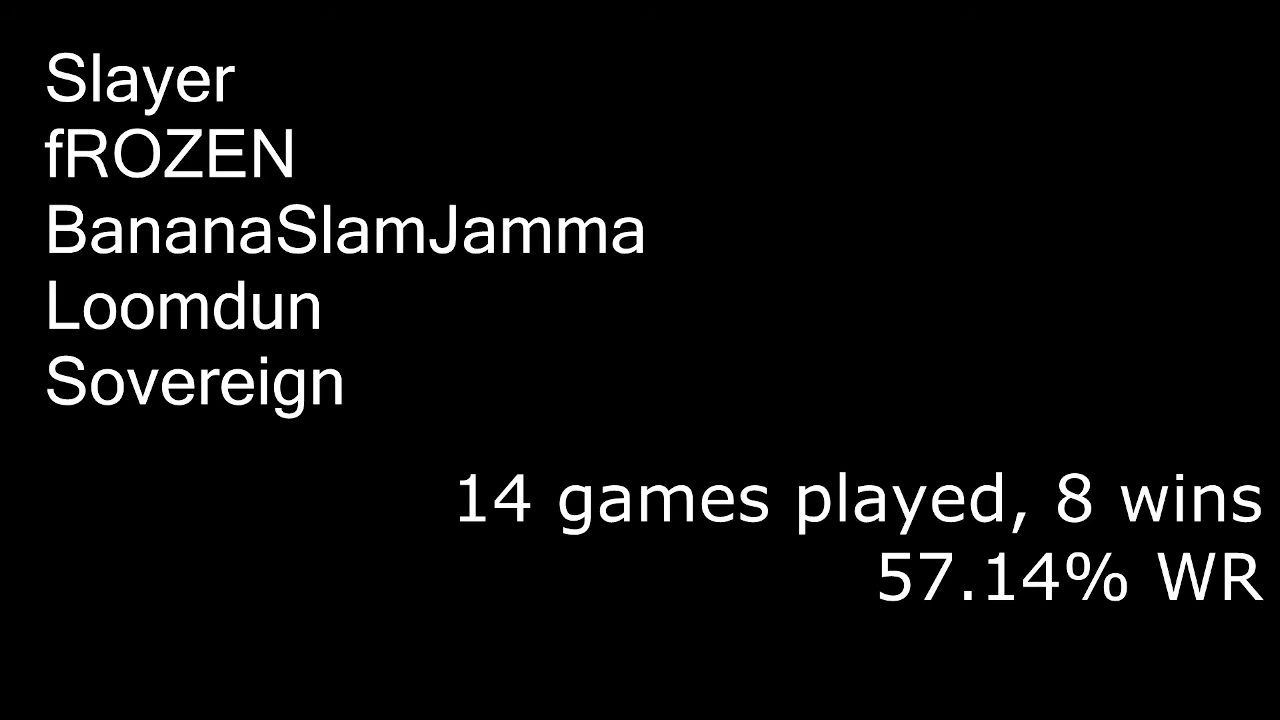 Slayer
fROZEN
BananaSlamJamma
Loomdun
Sovereign
14 games played, 8 wins
57.14% WR